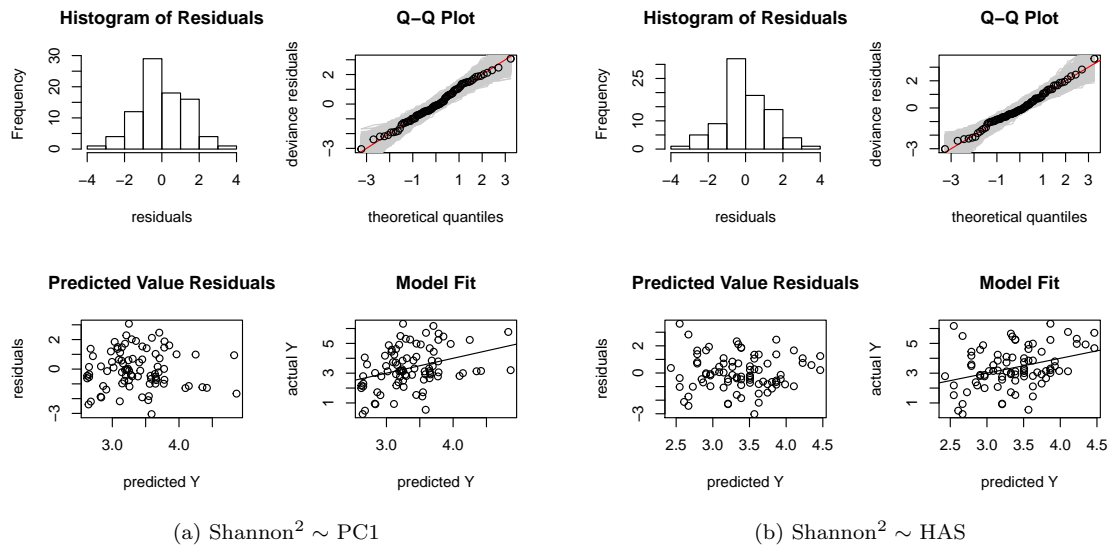 Histogram of Residuals
Frequency
0 10 20 30
−4 −2 0 2 4
residuals
Q−Q Plot
deviance residuals
−3 0 2
−3 −1 0 1 2 3
theoretical quantiles
Predicted Value Residuals
residuals
−3 0 2
3.0 4.0
predicted Y
Model Fit
actual Y
1 3 5
3.0 4.0
predicted Y
(a) Shannon² ∼ PC1
Histogram of Residuals
Frequency
0 10 25
−4 −2 0 2 4
residuals
Q−Q Plot
deviance residuals
−3 0 2
−3 −1 0 1 2 3
theoretical quantiles
Predicted Value Residuals
residuals
−3 0 2
2.5 3.0 3.5 4.0 4.5
predicted Y
Model Fit
actual Y
1 3 5
2.5 3.0 3.5 4.0 4.5
predicted Y
(b) Shannon² ∼ HAS